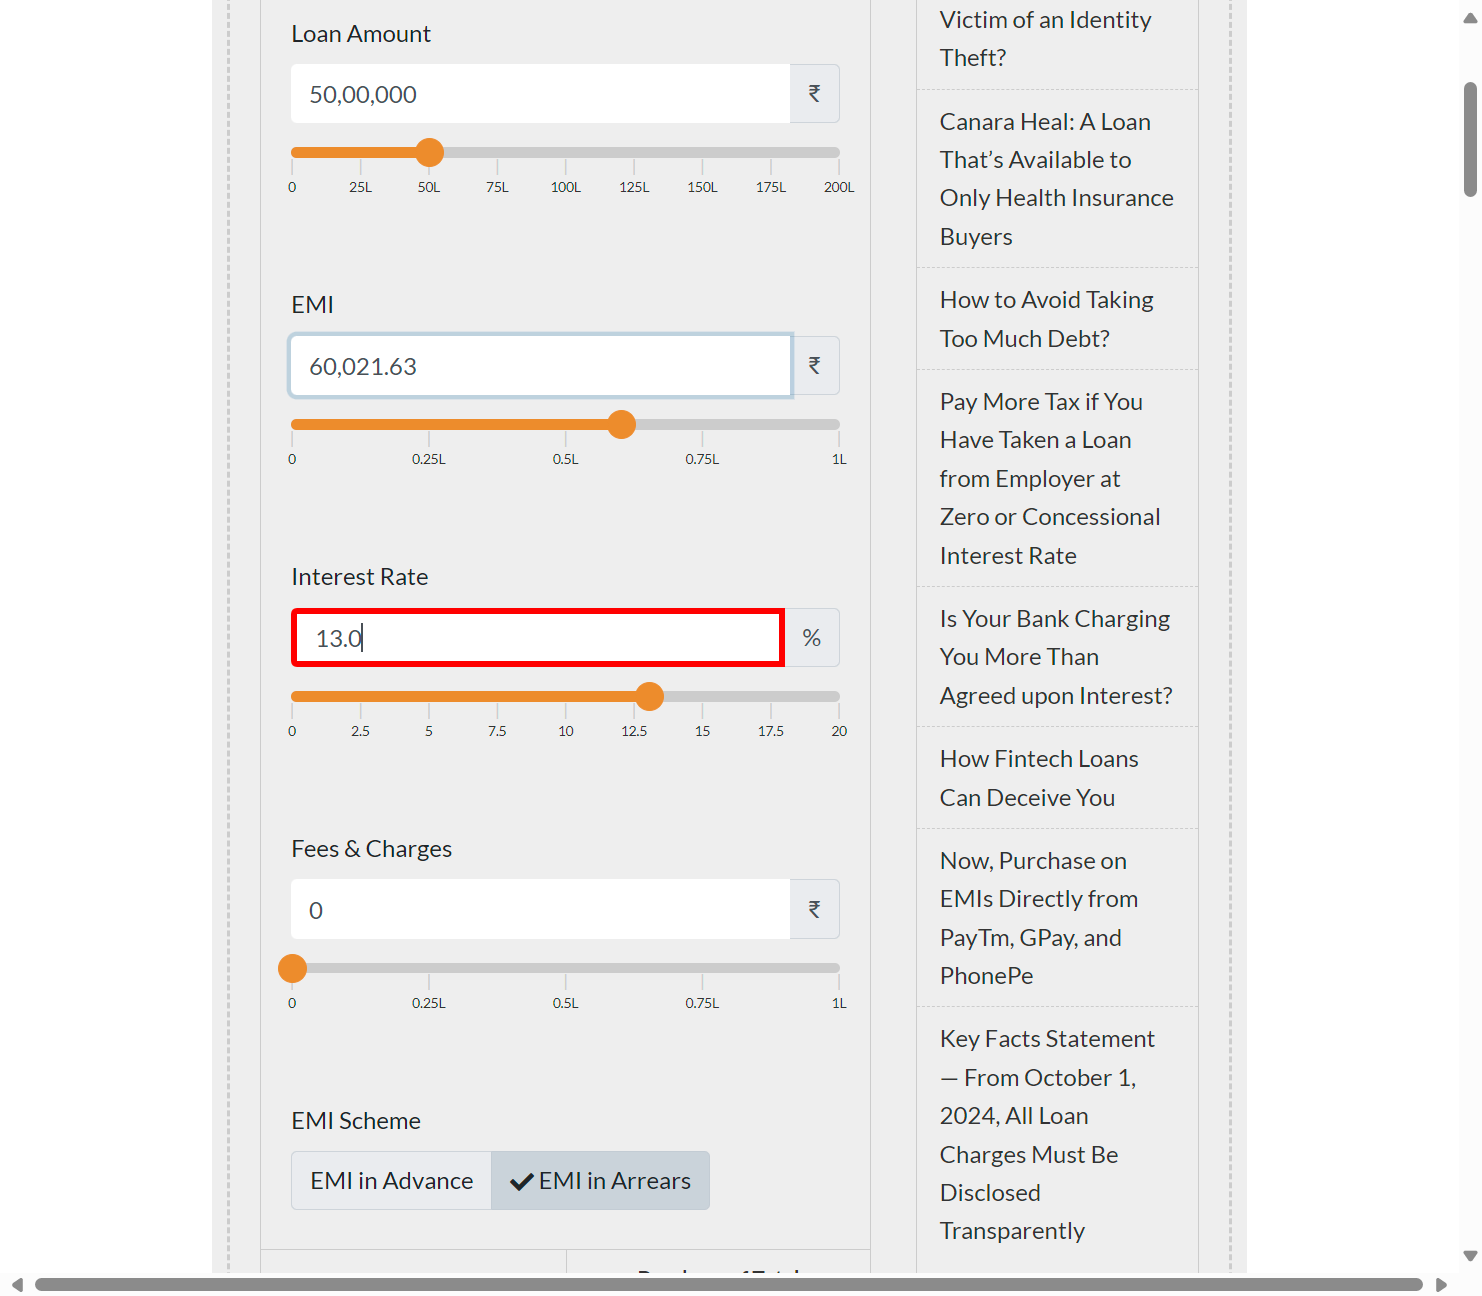 Loan Amount
50,00,000
₹
0 25L 50L 75L 100L 125L 150L 175L 200L
EMI
60,021.63
₹
0 0.25L 0.5L 0.75L 1L
Interest Rate
13.0
%
0 2.5 5 7.5 10 12.5 15 17.5 20
Fees & Charges
0
₹
0 0.25L 0.5L 0.75L 1L
EMI Scheme
EMI in Advance
EMI in Arrears
Victim of an Identity
Theft?
Canara Heal: A Loan
That’s Available to
Only Health Insurance
Buyers
How to Avoid Taking
Too Much Debt?
Pay More Tax if You
Have Taken a Loan
from Employer at
Zero or Concessional
Interest Rate
Is Your Bank Charging
You More Than
Agreed upon Interest?
How Fintech Loans
Can Deceive You
Now, Purchase on
EMIs Directly from
PayTm, GPay, and
PhonePe
Key Facts Statement
— From October 1,
2024, All Loan
Charges Must Be
Disclosed
Transparently